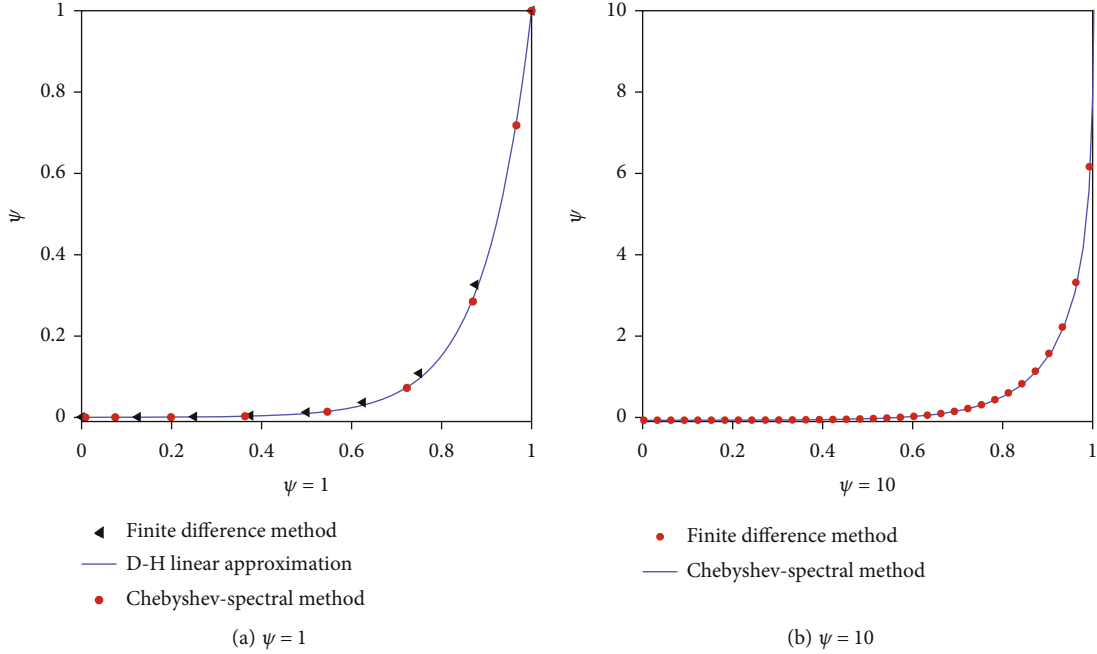 1
0.8
0.6
0.4
0.2
0
ψ
0 0.2 0.4 0.6 0.8 1
ψ = 1
Finite difference method
D-H linear approximation
Chebyshev-spectral method
(a) ψ = 1
10
8
6
4
2
0
ψ
0 0.2 0.4 0.6 0.8 1
ψ = 10
Finite difference method
Chebyshev-spectral method
(b) ψ = 10